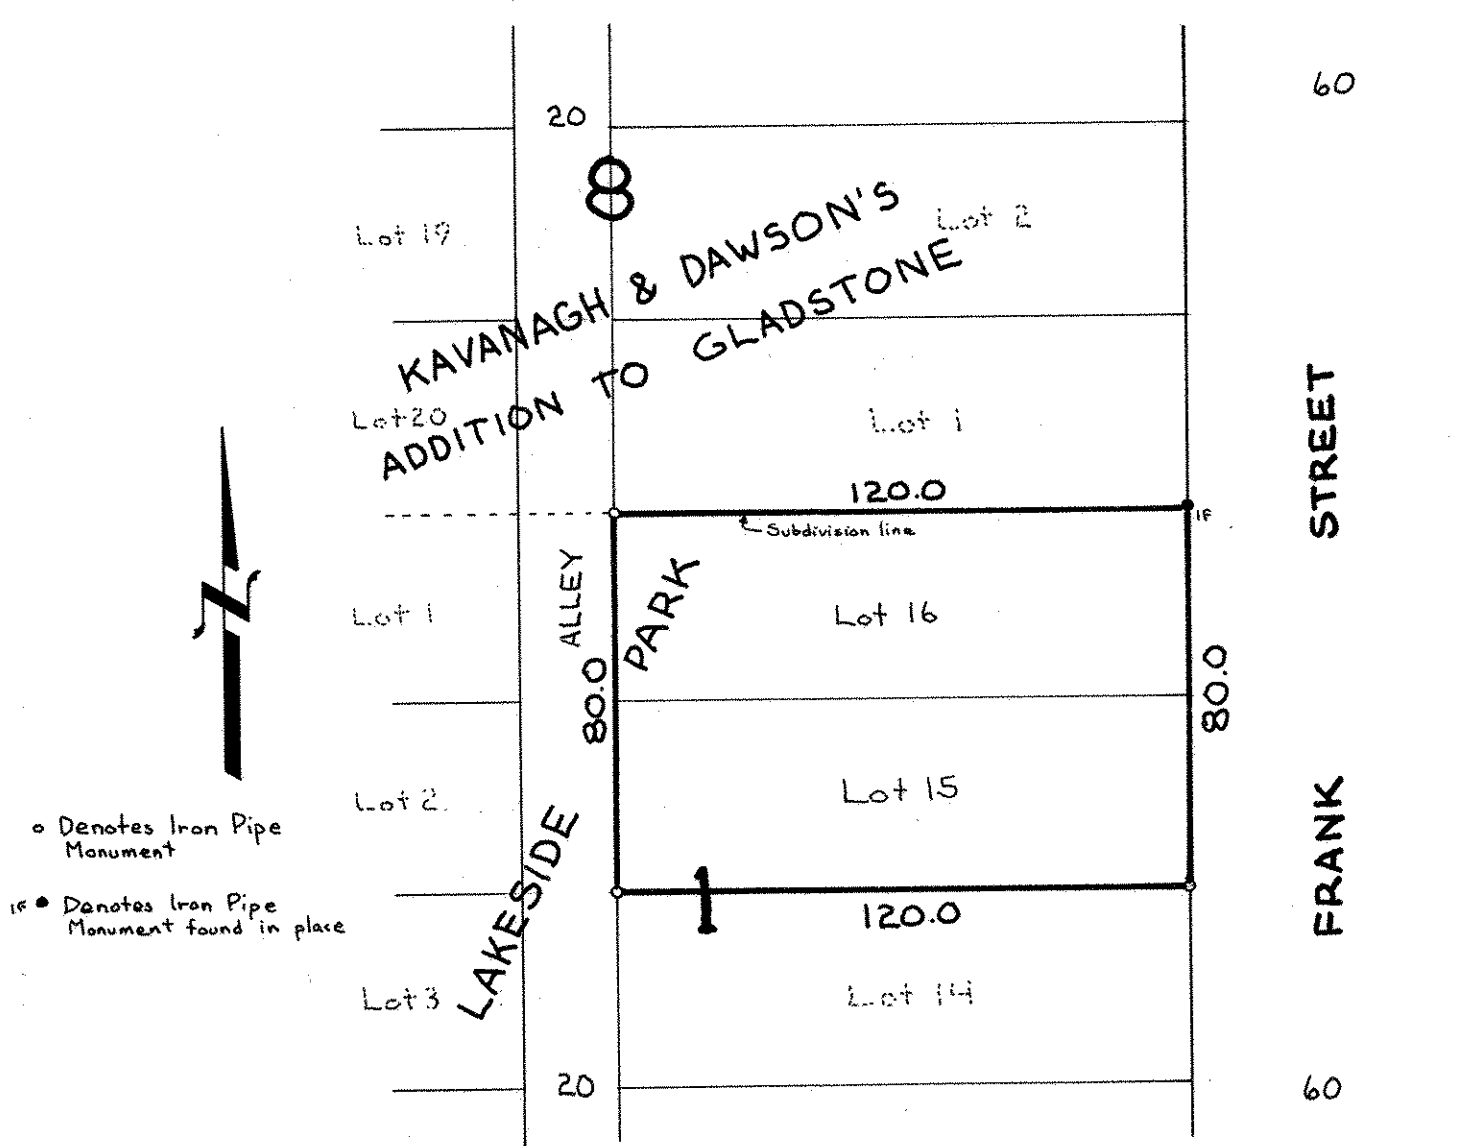 60
20
8
Lot 19
Lot 2
KAVANAGH & DAWSON'S
ADDITION TO GLADSTONE
Lot 20
Lot 1
STREET
120.0
IF
Subdivision line
ALLEY
PARK
Lot 1
Lot 16
80.0
80.0
Lot 2
Lot 15
FRANK
LAKESIDE
o Denotes Iron Pipe
Monument
1
120.0
IF ● Denotes Iron Pipe
Monument found in place
Lot 3
Lot 14
20
60